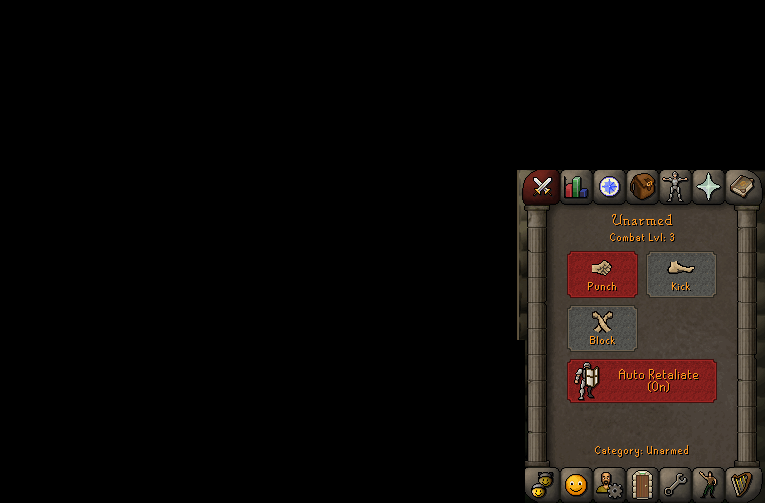 Unarmed
Combat Lvl: 3
Punch
Kick
Block
Auto Retaliate
(On)
Category: Unarmed